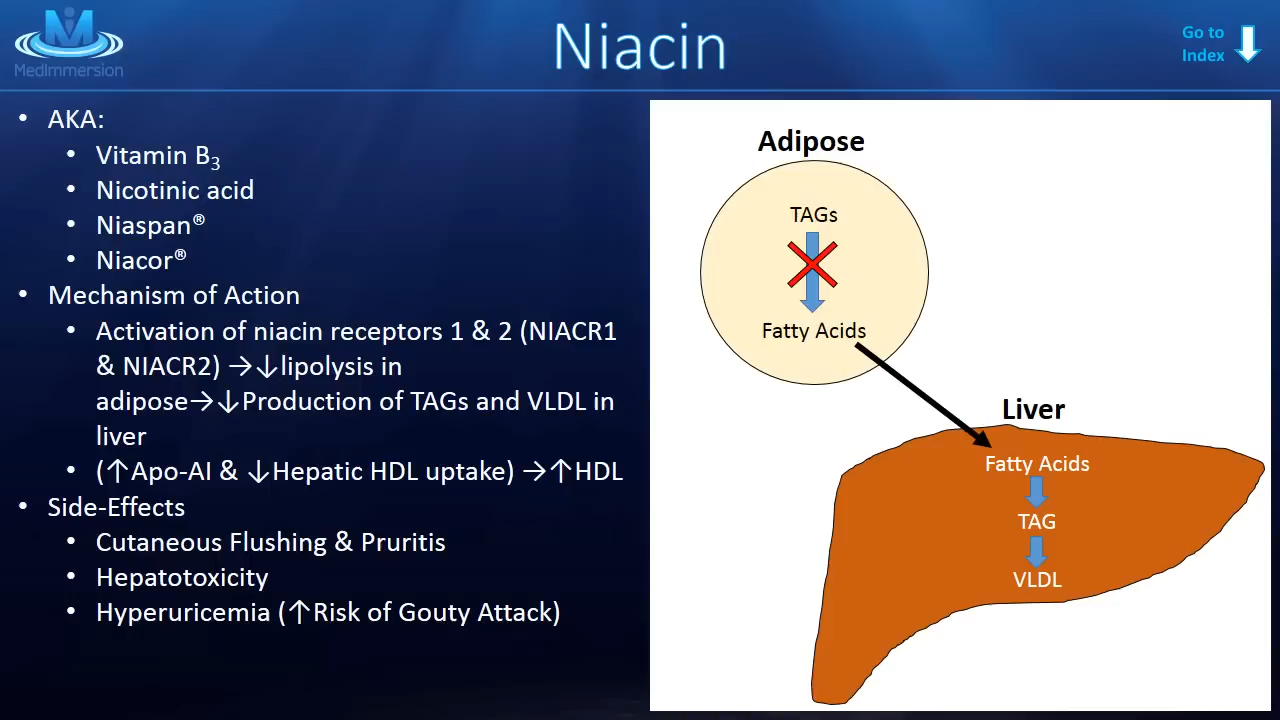 MedImmersion
Niacin
Go to
Index
• AKA:
• Vitamin B₃
• Nicotinic acid
• Niaspan®
• Niacor®
• Mechanism of Action
• Activation of niacin receptors 1 & 2 (NIACR1
& NIACR2) →↓lipolysis in
adipose→↓Production of TAGs and VLDL in
liver
• (↑Apo-AI & ↓Hepatic HDL uptake) →↑HDL
• Side-Effects
• Cutaneous Flushing & Pruritis
• Hepatotoxicity
• Hyperuricemia (↑Risk of Gouty Attack)
Adipose
TAGs
Fatty Acids
Liver
Fatty Acids
TAG
VLDL